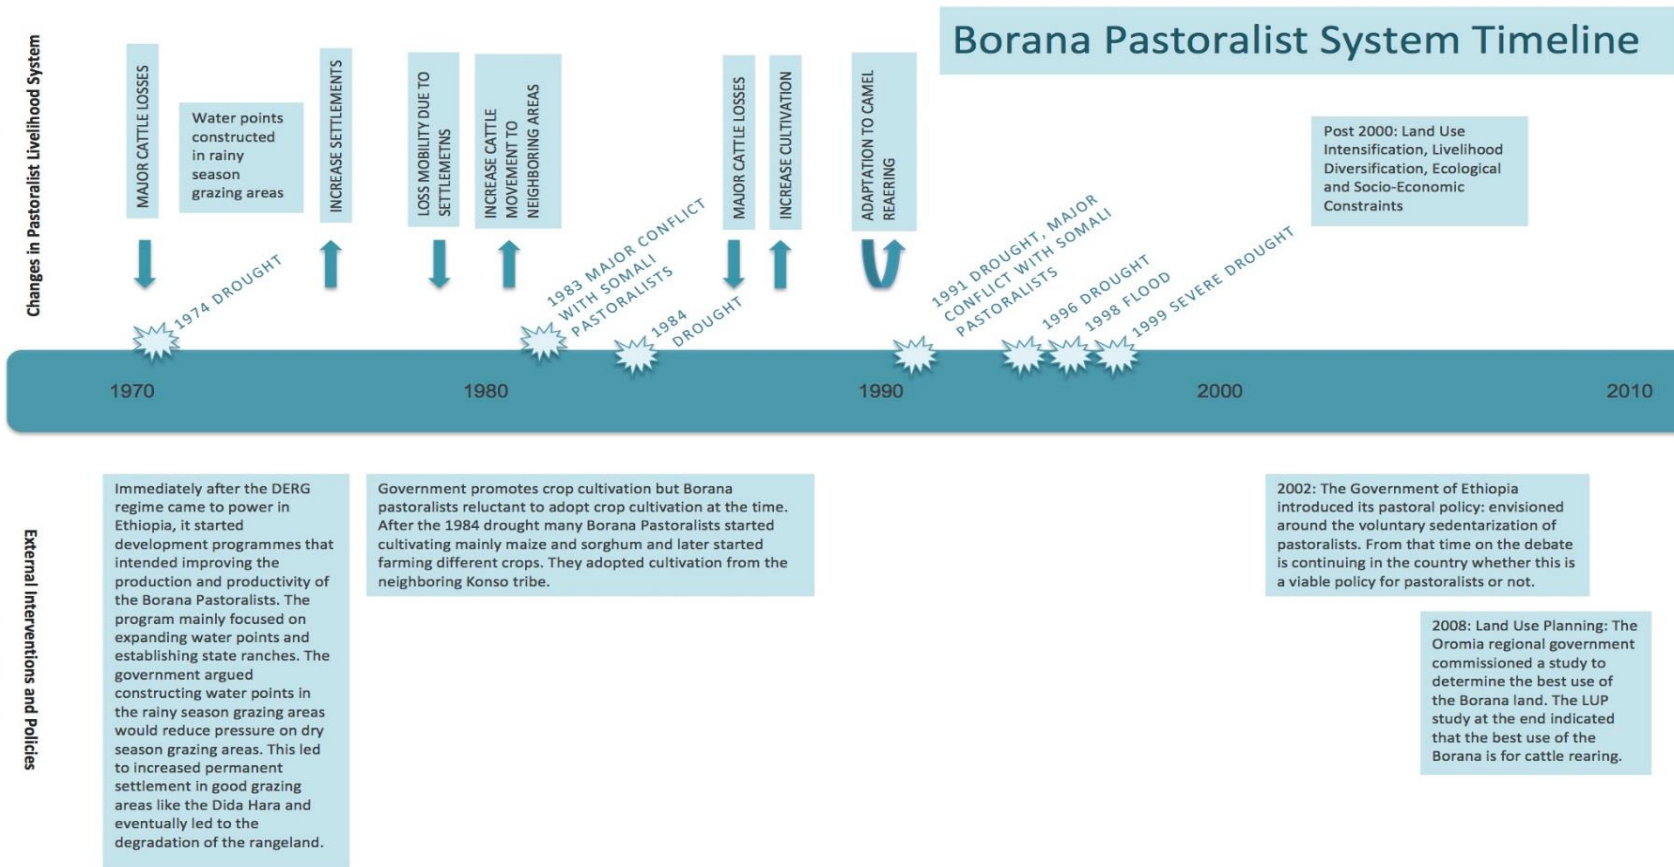 Borana Pastoralist System Timeline
Changes in Pastoralist Livelihood System
MAJOR CATTLE LOSSES
Water points
constructed
in rainy
season
grazing areas
INCREASE SETTLEMENTS
LOSS MOBILITY DUE TO
SETTLEMETNS
INCREASE CATTLE
MOVEMENT TO
NEIGHBORING AREAS
MAJOR CATTLE LOSSES
INCREASE CULTIVATION
ADAPTATION TO CAMEL
REAERING
Post 2000: Land Use
Intensification, Livelihood
Diversification, Ecological
and Socio-Economic
Constraints
1974 DROUGHT
1983 MAJOR CONFLICT
WITH SOMALI
PASTORALISTS
1984
DROUGHT
1991 DROUGHT, MAJOR
CONFLICT WITH SOMALI
PASTORALISTS
1996 DROUGHT
1998 FLOOD
1999 SEVERE DROUGHT
1970
1980
1990
2000
2010
External Interventions and Policies
Immediately after the DERG
regime came to power in
Ethiopia, it started
development programmes that
intended improving the
production and productivity of
the Borana Pastoralists. The
program mainly focused on
expanding water points and
establishing state ranches. The
government argued
constructing water points in
the rainy season grazing areas
would reduce pressure on dry
season grazing areas. This led
to increased permanent
settlement in good grazing
areas like the Dida Hara and
eventually led to the
degradation of the rangeland.
Government promotes crop cultivation but Borana
pastoralists reluctant to adopt crop cultivation at the time.
After the 1984 drought many Borana Pastoralists started
cultivating mainly maize and sorghum and later started
farming different crops. They adopted cultivation from the
neighboring Konso tribe.
2002: The Government of Ethiopia
introduced its pastoral policy: envisioned
around the voluntary sedentarization of
pastoralists. From that time on the debate
is continuing in the country whether this is
a viable policy for pastoralists or not.
2008: Land Use Planning: The
Oromia regional government
commissioned a study to
determine the best use of
the Borana land. The LUP
study at the end indicated
that the best use of the
Borana is for cattle rearing.